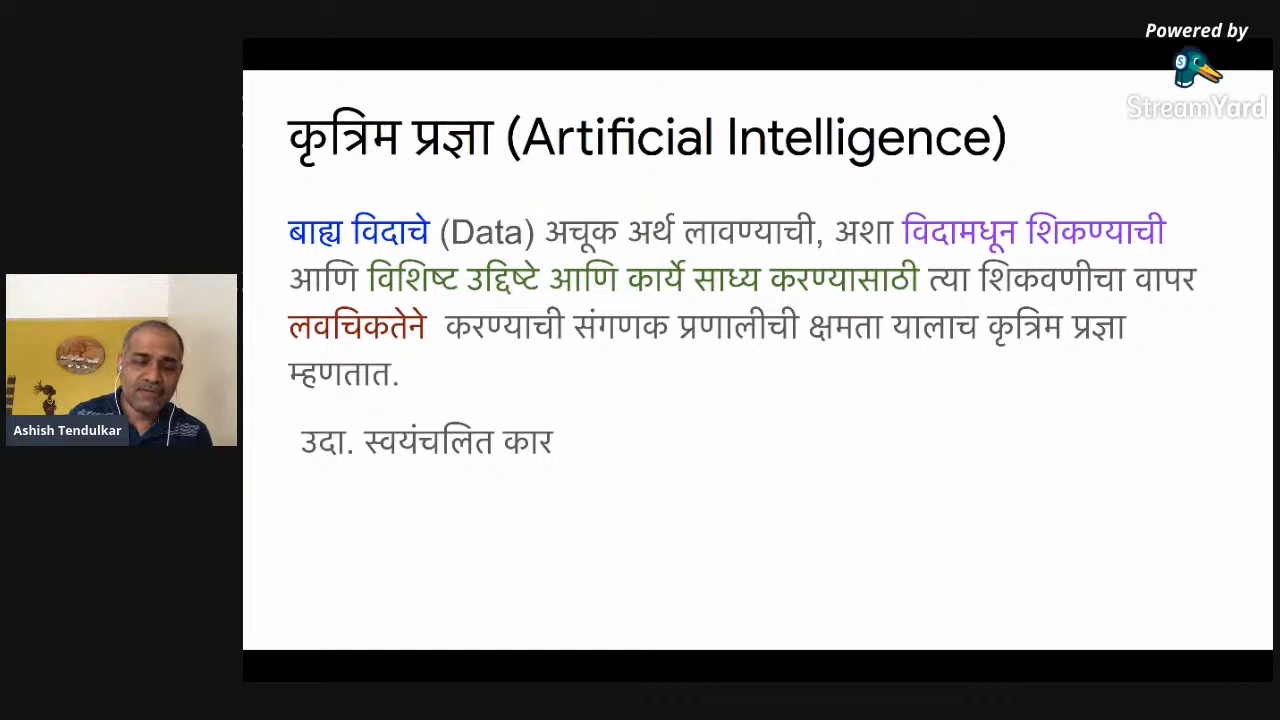 Powered by
StreamYard
कृत्रिम प्रज्ञा (Artificial Intelligence)
बाह्य विदाचे (Data) अचूक अर्थ लावण्याची, अशा विदामधून शिकण्याची
आणि विशिष्ट उद्दिष्टे आणि कार्ये साध्य करण्यासाठी त्या शिकवणीचा वापर
लवचिकतेने करण्याची संगणक प्रणालीची क्षमता यालाच कृत्रिम प्रज्ञा
म्हणतात.
उदा. स्वयंचलित कार
Ashish Tendulkar